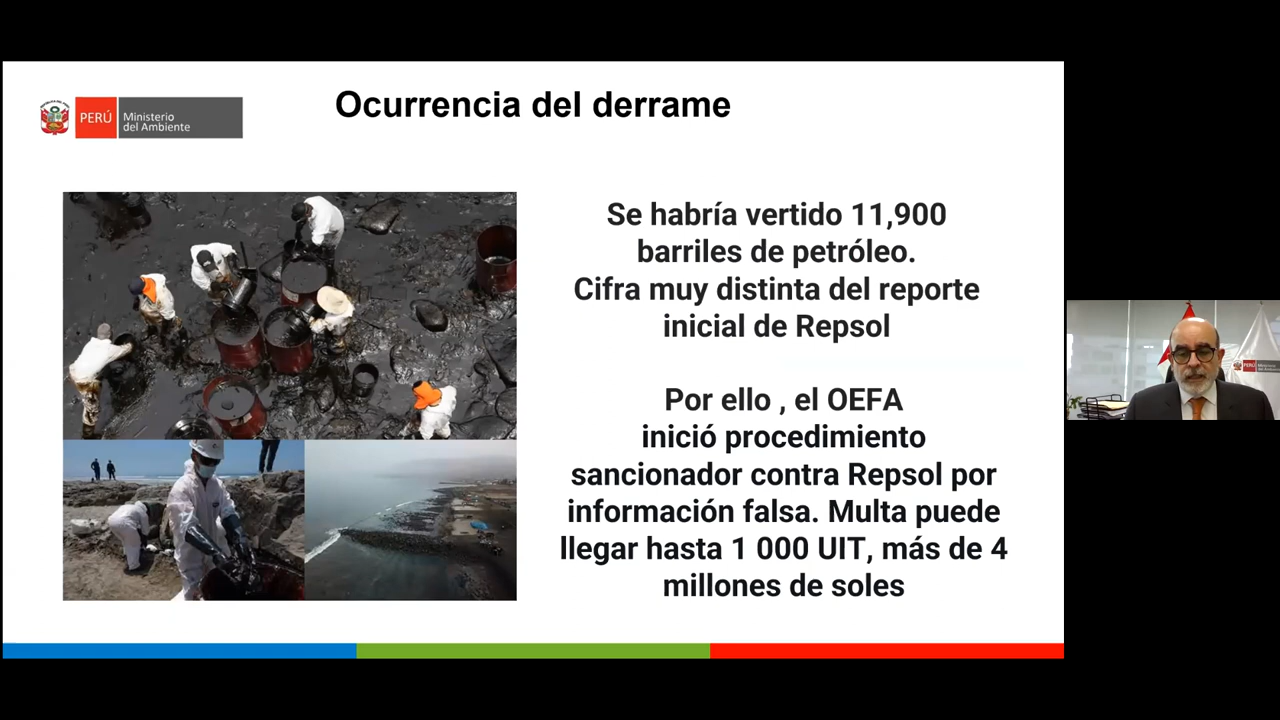 PERÚ
Ministerio
del Ambiente
Ocurrencia del derrame
Se habría vertido 11,900
barriles de petróleo.
Cifra muy distinta del reporte
inicial de Repsol
Por ello , el OEFA
inició procedimiento
sancionador contra Repsol por
información falsa. Multa puede
llegar hasta 1 000 UIT, más de 4
millones de soles
PERÚ